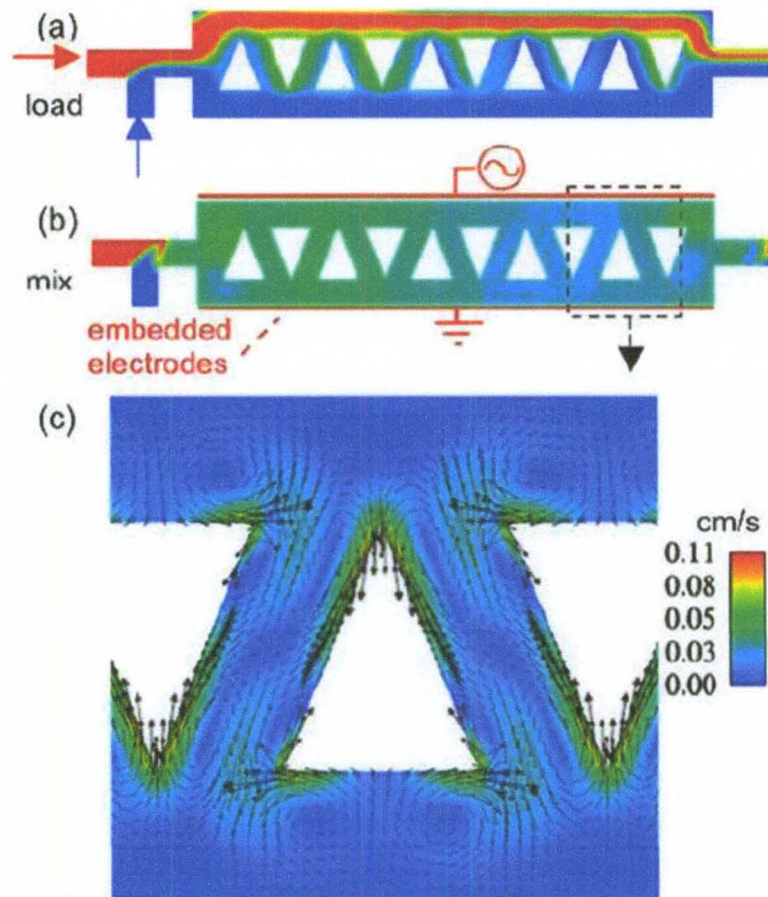 (a)
load
(b)
mix
embedded
electrodes
(c)
cm/s
0.11
0.08
0.05
0.03
0.00